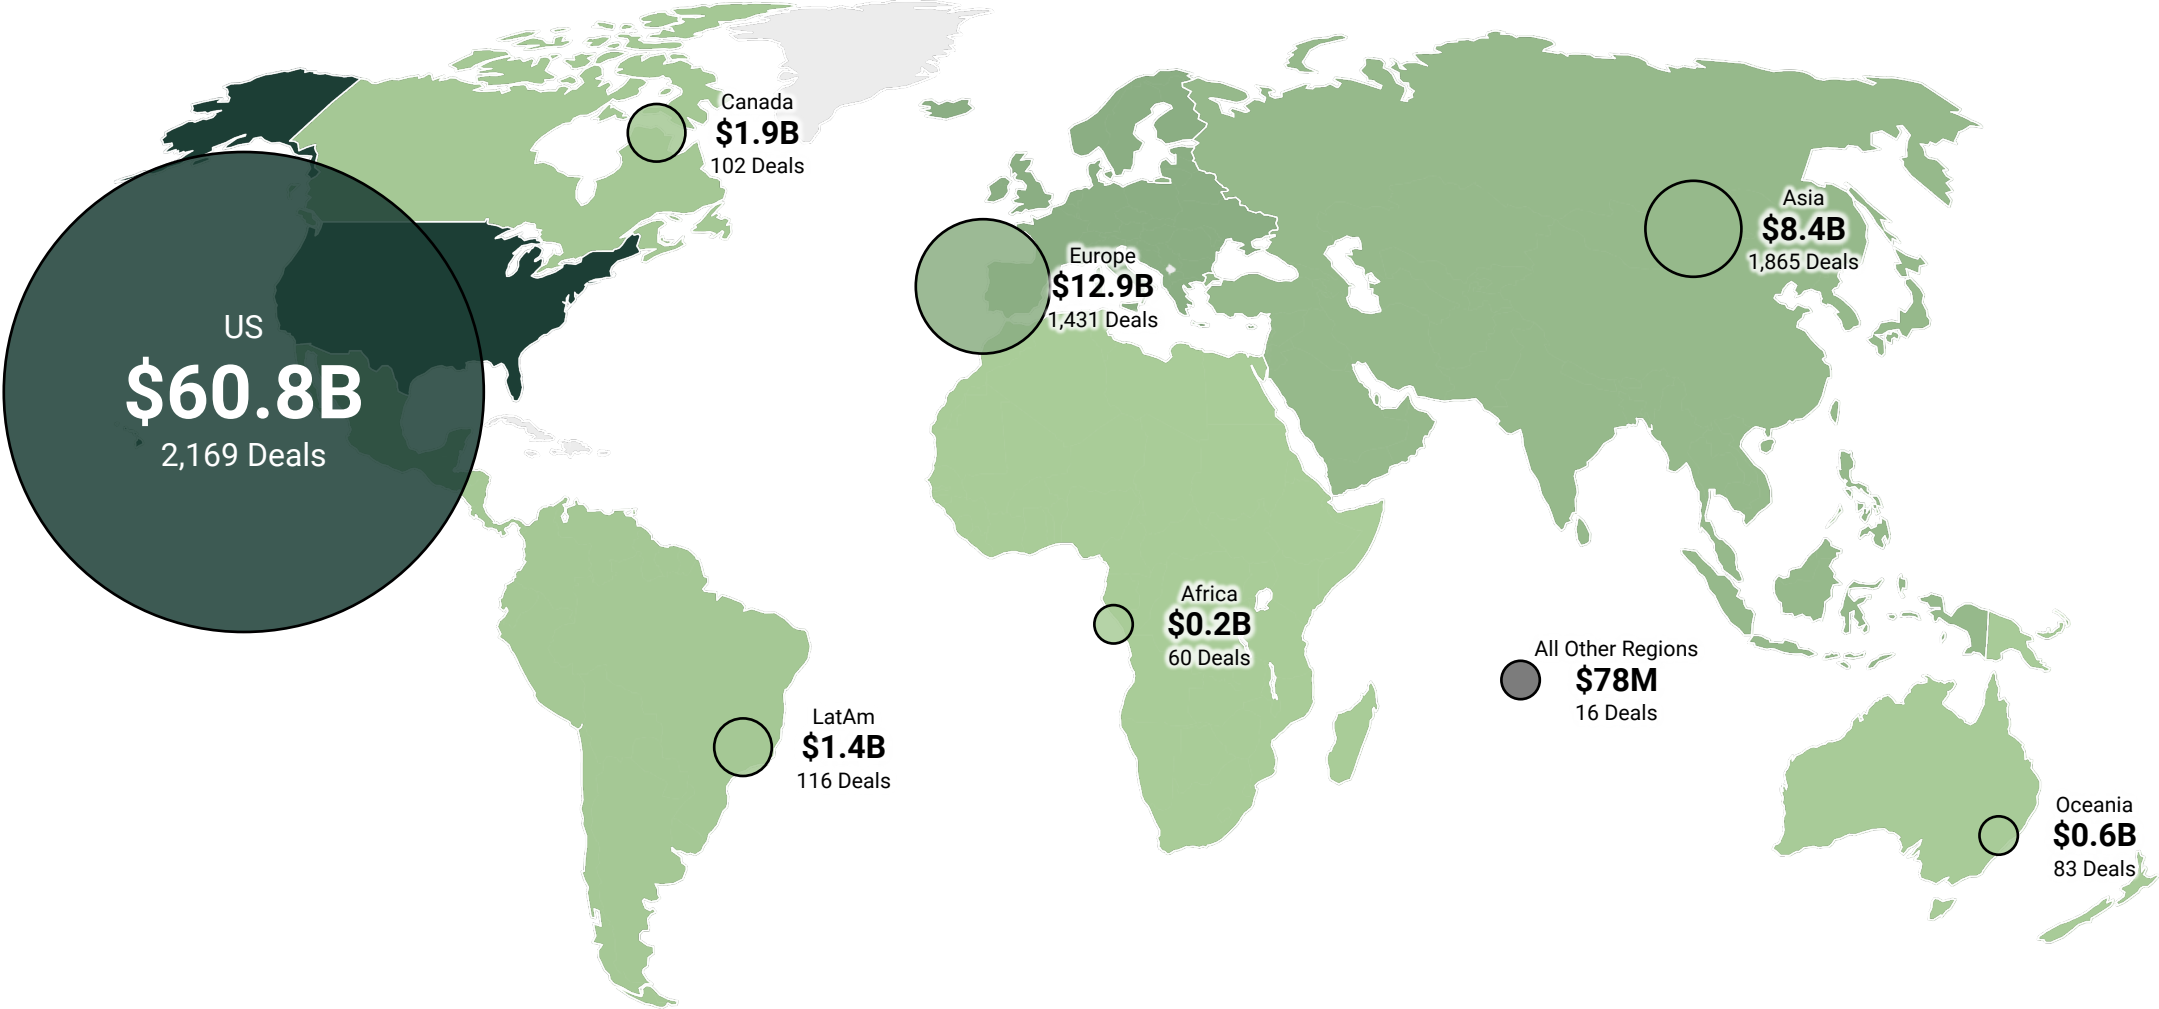 Canada
$1.9B
102 Deals
Asia
$8.4B
1,865 Deals
Europe
$12.9B
1,431 Deals
US
$60.8B
2,169 Deals
Africa
$0.2B
60 Deals
All Other Regions
$78M
16 Deals
LatAm
$1.4B
116 Deals
Oceania
$0.6B
83 Deals